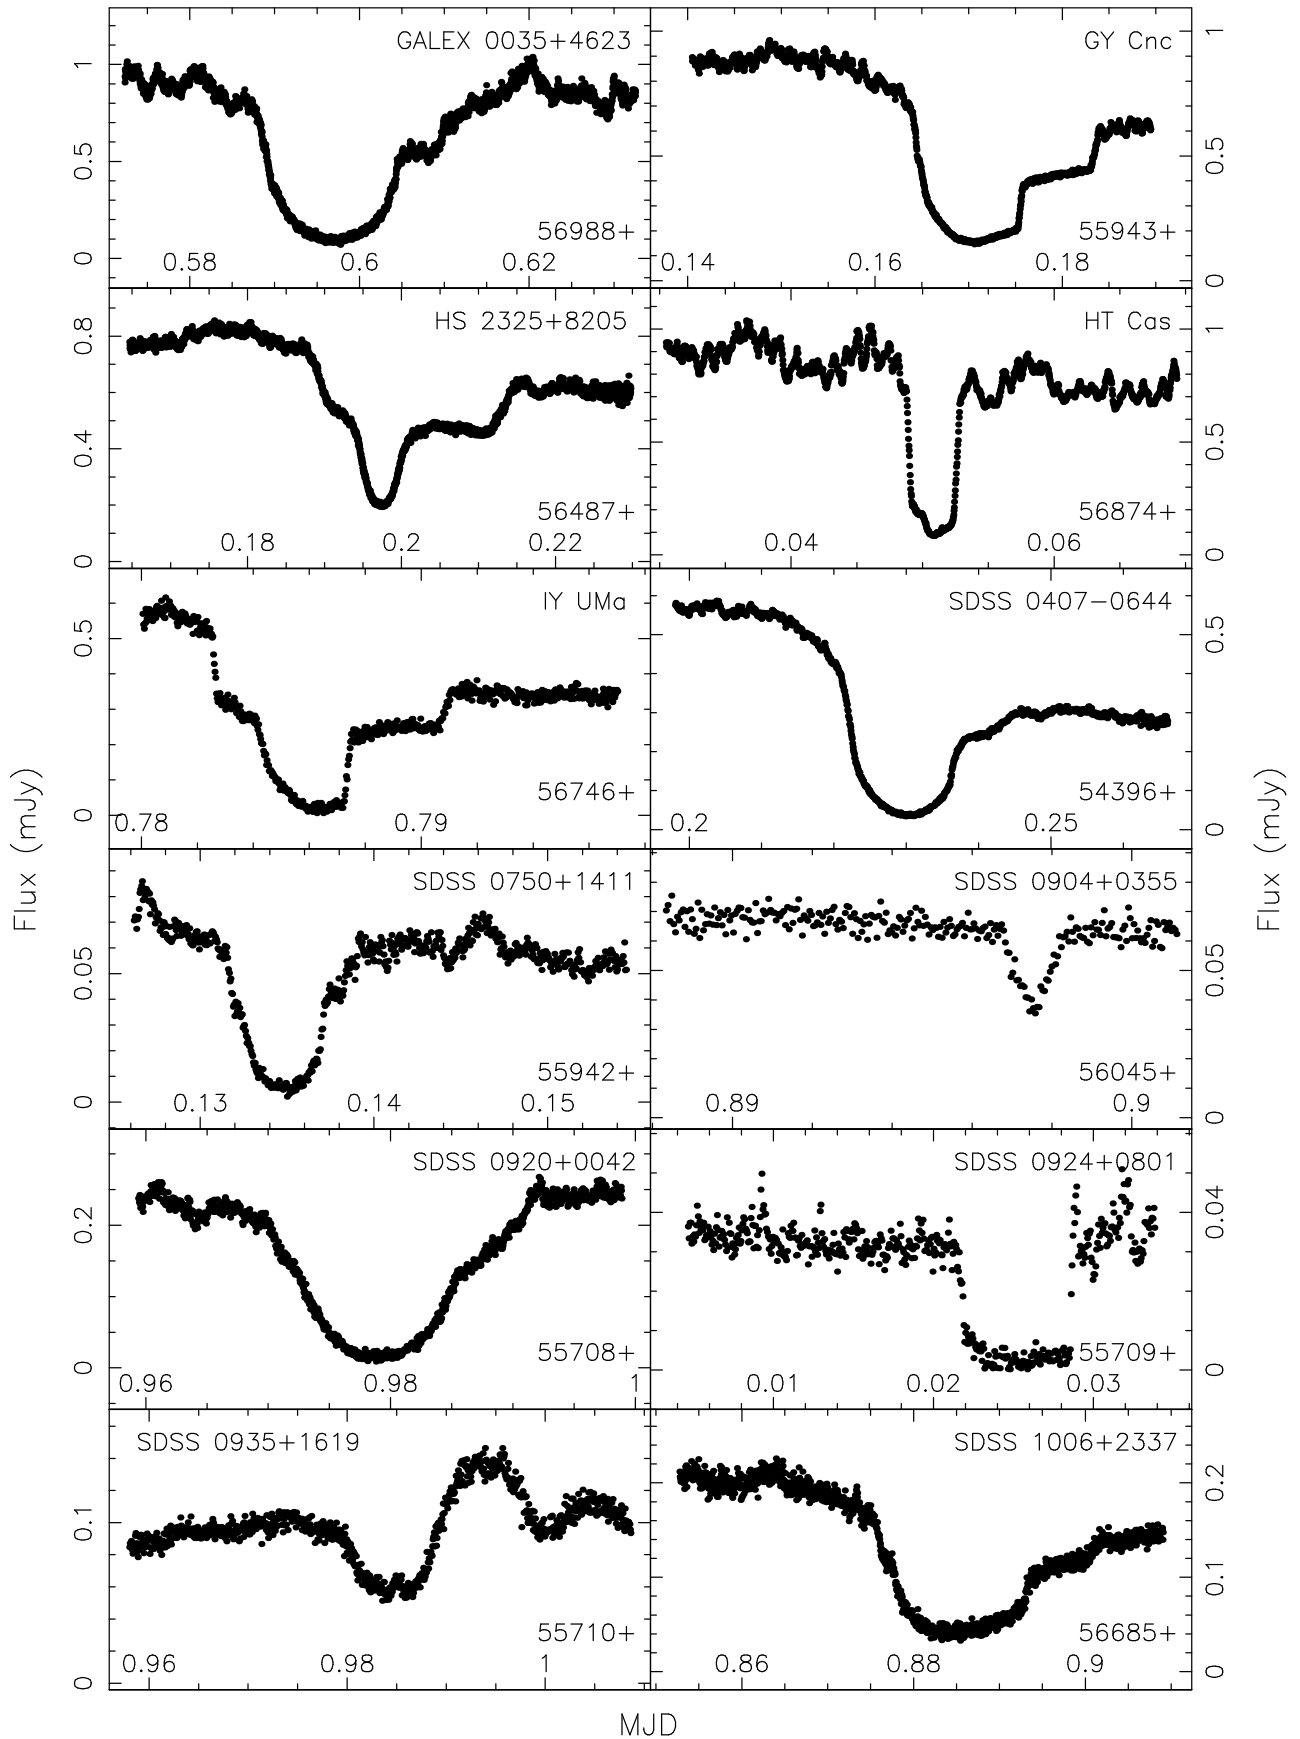 GALEX 0035+4623
GY Cnc
1
0.5
0
1
0.5
0
56988+
55943+
0.58 0.6 0.62
0.14 0.16 0.18
HS 2325+8205
HT Cas
0.8
0.4
0
1
0.5
0
56487+
56874+
0.18 0.2 0.22
0.04 0.06
IY UMa
SDSS 0407−0644
0.5
0
0.5
0
56746+
54396+
0.78 0.79
0.2 0.25
Flux (mJy)
Flux (mJy)
SDSS 0750+1411
SDSS 0904+0355
0.05
0
0.05
0
55942+
56045+
0.13 0.14 0.15
0.89 0.9
SDSS 0920+0042
SDSS 0924+0801
0.2
0
0.04
0
55708+
55709+
0.96 0.98 1
0.01 0.02 0.03
SDSS 0935+1619
SDSS 1006+2337
0.1
0
0.2
0.1
0
55710+
56685+
0.96 0.98 1
0.86 0.88 0.9
MJD